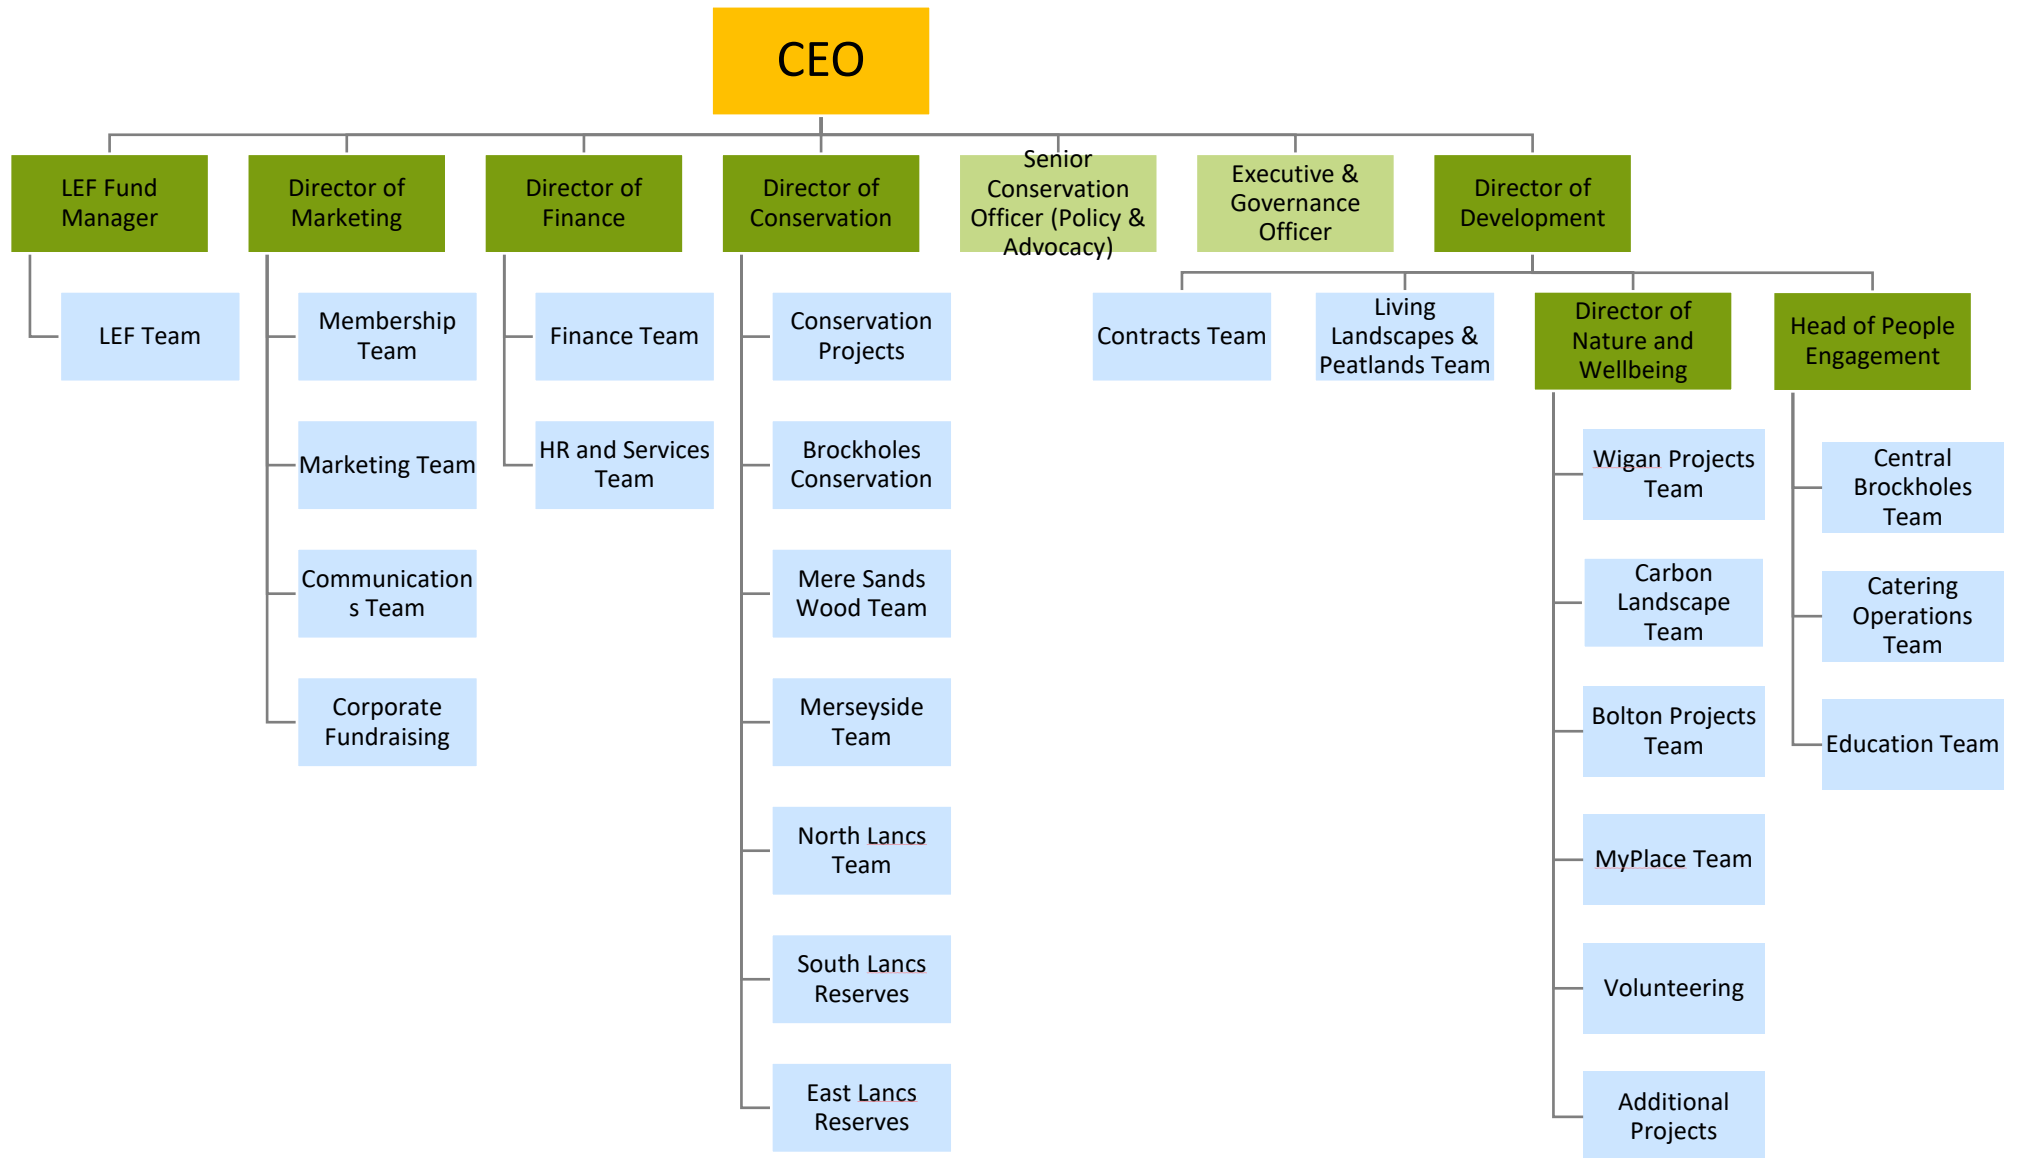 CEO
LEF Fund
Manager
Director of
Marketing
Director of
Finance
Director of
Conservation
Senior
Conservation
Officer (Policy &
Advocacy)
Executive &
Governance
Officer
Director of
Development
LEF Team
Membership
Team
Marketing Team
Communication
s Team
Corporate
Fundraising
Finance Team
HR and Services
Team
Conservation
Projects
Brockholes
Conservation
Mere Sands
Wood Team
Merseyside
Team
North Lancs
Team
South Lancs
Reserves
East Lancs
Reserves
Contracts Team
Living
Landscapes &
Peatlands Team
Director of
Nature and
Wellbeing
Head of People
Engagement
Wigan Projects
Team
Carbon
Landscape
Team
Bolton Projects
Team
MyPlace Team
Volunteering
Additional
Projects
Central
Brockholes
Team
Catering
Operations
Team
Education Team